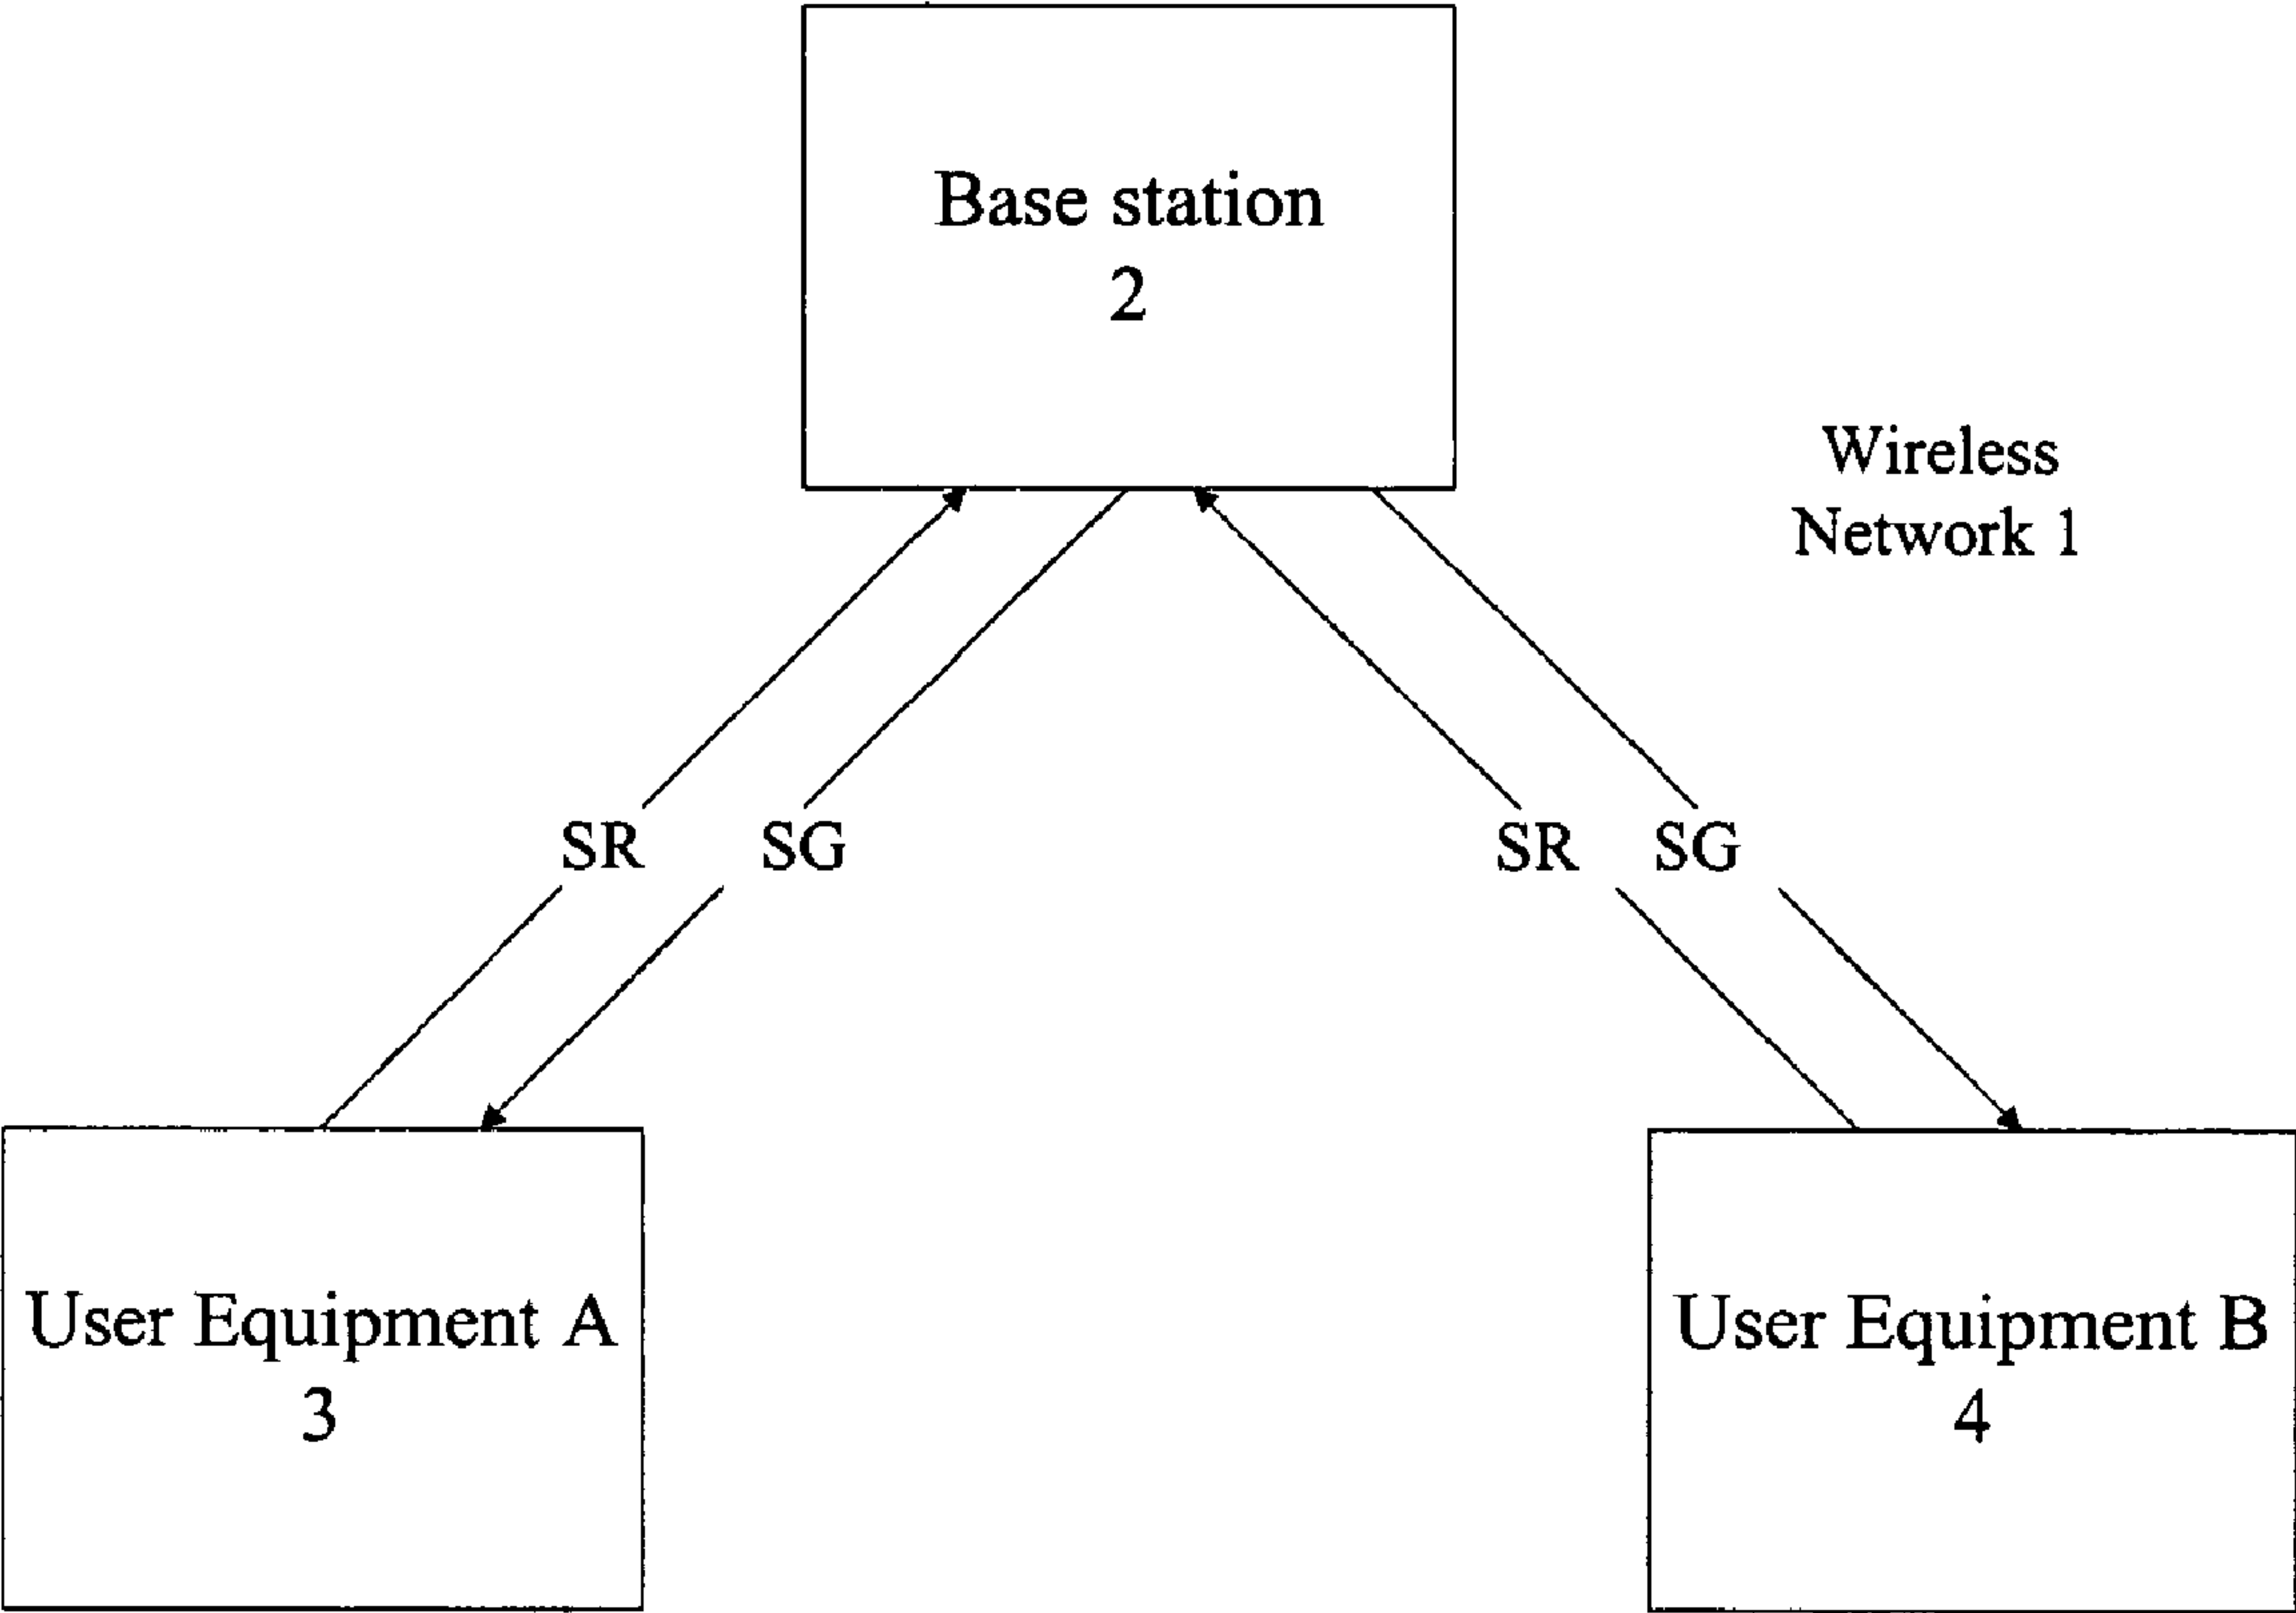 Base station
2
Wireless
Network 1
SR
SG
SR
SG
User Equipment A
3
User Equipment B
4